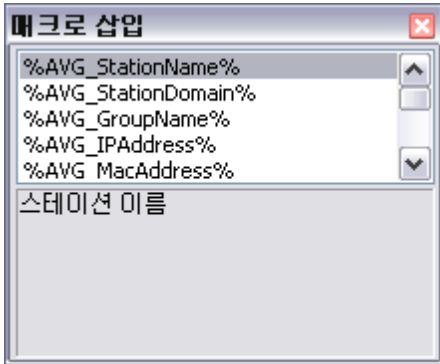 매크로 삽입
%AVG_StationName%
%AVG_StationDomain%
%AVG_GroupName%
%AVG_IPAddress%
%AVG_MacAddress%
스테이션 이름